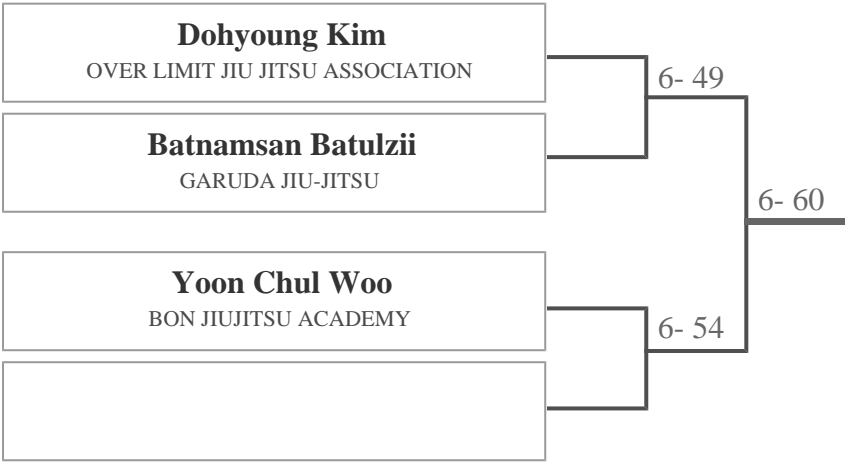 Dohyoung Kim
OVER LIMIT JIU JITSU ASSOCIATION
6- 49
Batnamsan Batulzii
GARUDA JIU-JITSU
6- 60
Yoon Chul Woo
BON JIUJITSU ACADEMY
6- 54